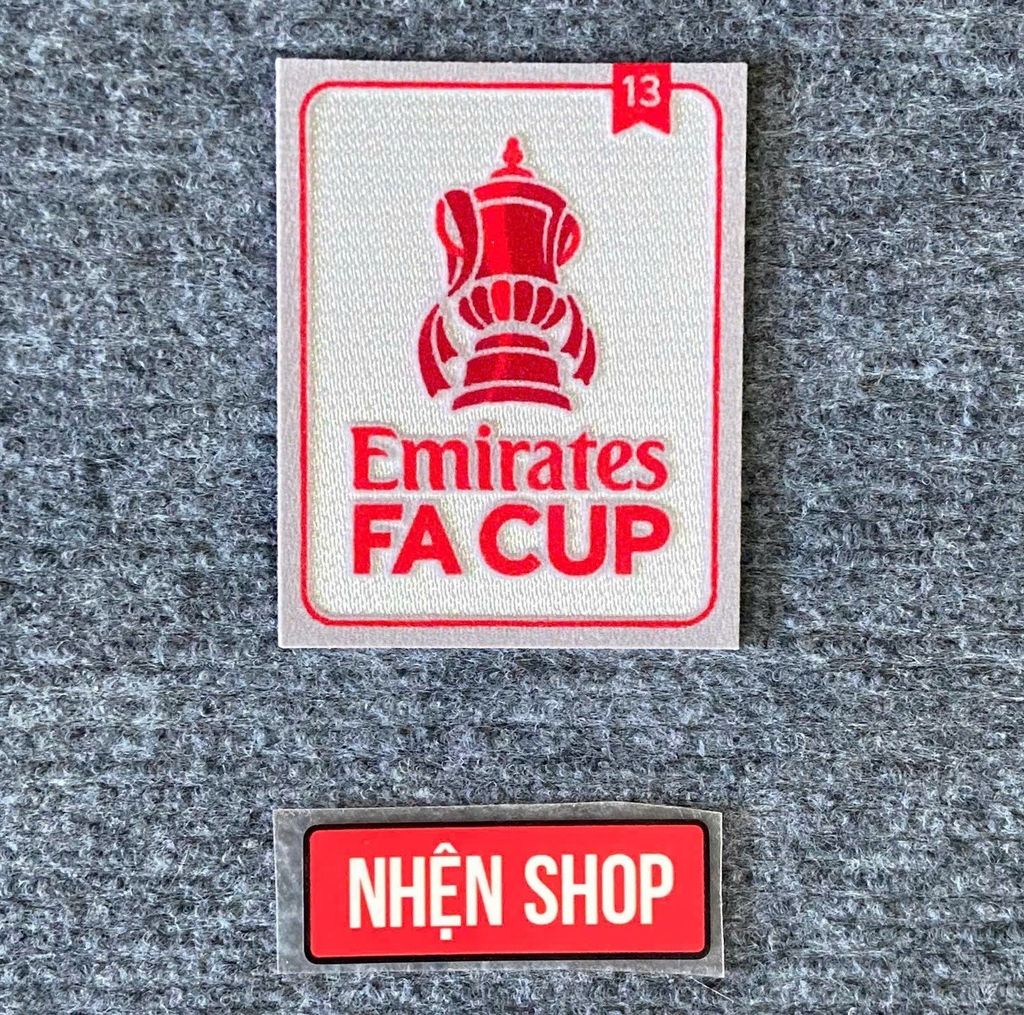 13
Emirates
FA CUP
NHỆN SHOP